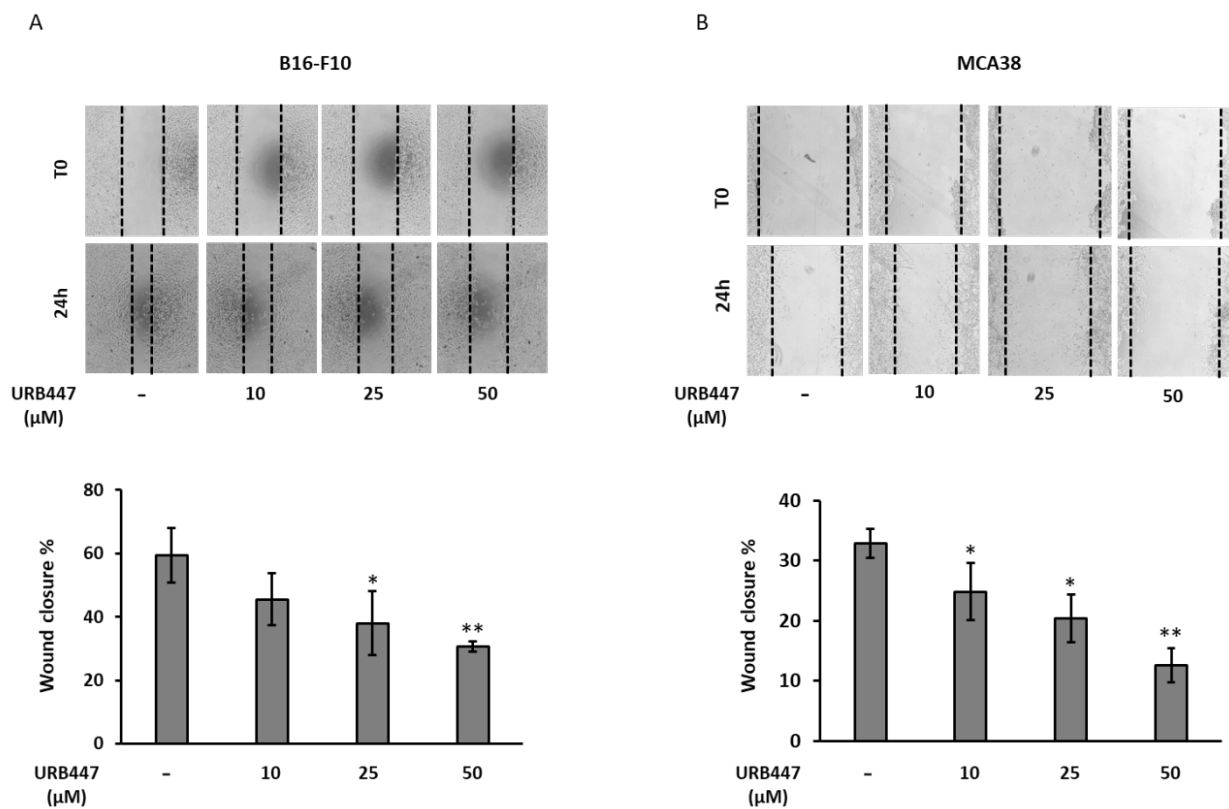 A
B16-F10
T0
24h
URB447
(µM)
– 10 25 50
Wound closure %
80
60
40
20
0
*
**
URB447
(µM)
– 10 25 50
B
MCA38
T0
24h
URB447
(µM)
– 10 25 50
Wound closure %
40
30
20
10
0
*
*
**
URB447
(µM)
– 10 25 50